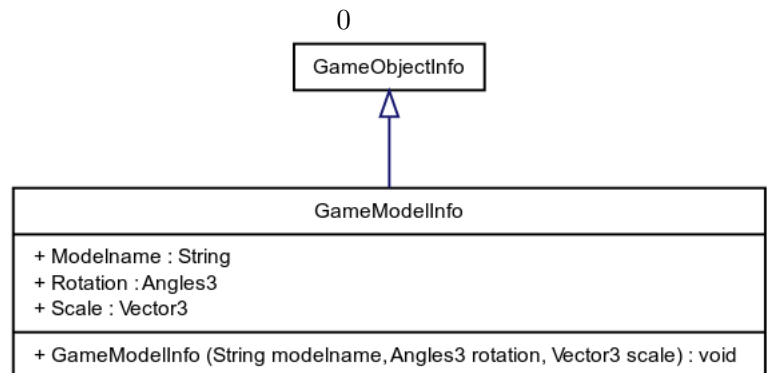 0
GameObjectInfo
GameModelInfo
+ Modelname : String
+ Rotation : Angles3
+ Scale : Vector3
+ GameModelInfo (String modelname, Angles3 rotation, Vector3 scale) : void